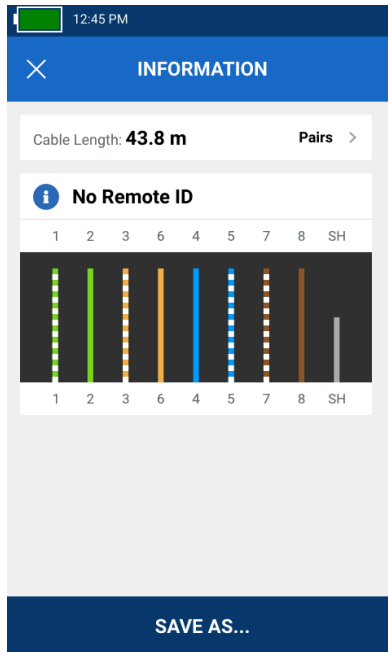 12:45 PM
INFORMATION
Cable Length: 43.8 m Pairs >
i No Remote ID
1 2 3 6 4 5 7 8 SH
1 2 3 6 4 5 7 8 SH
SAVE AS...